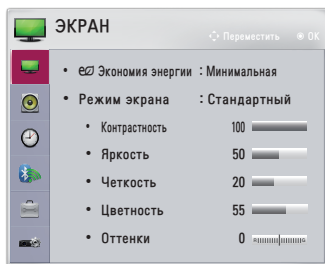 ЭКРАН
Переместить OK
Экономия энергии : Минимальная
Режим экрана : Стандартный
Контрастность 100
Яркость 50
Четкость 20
Цветность 55
Оттенки 0